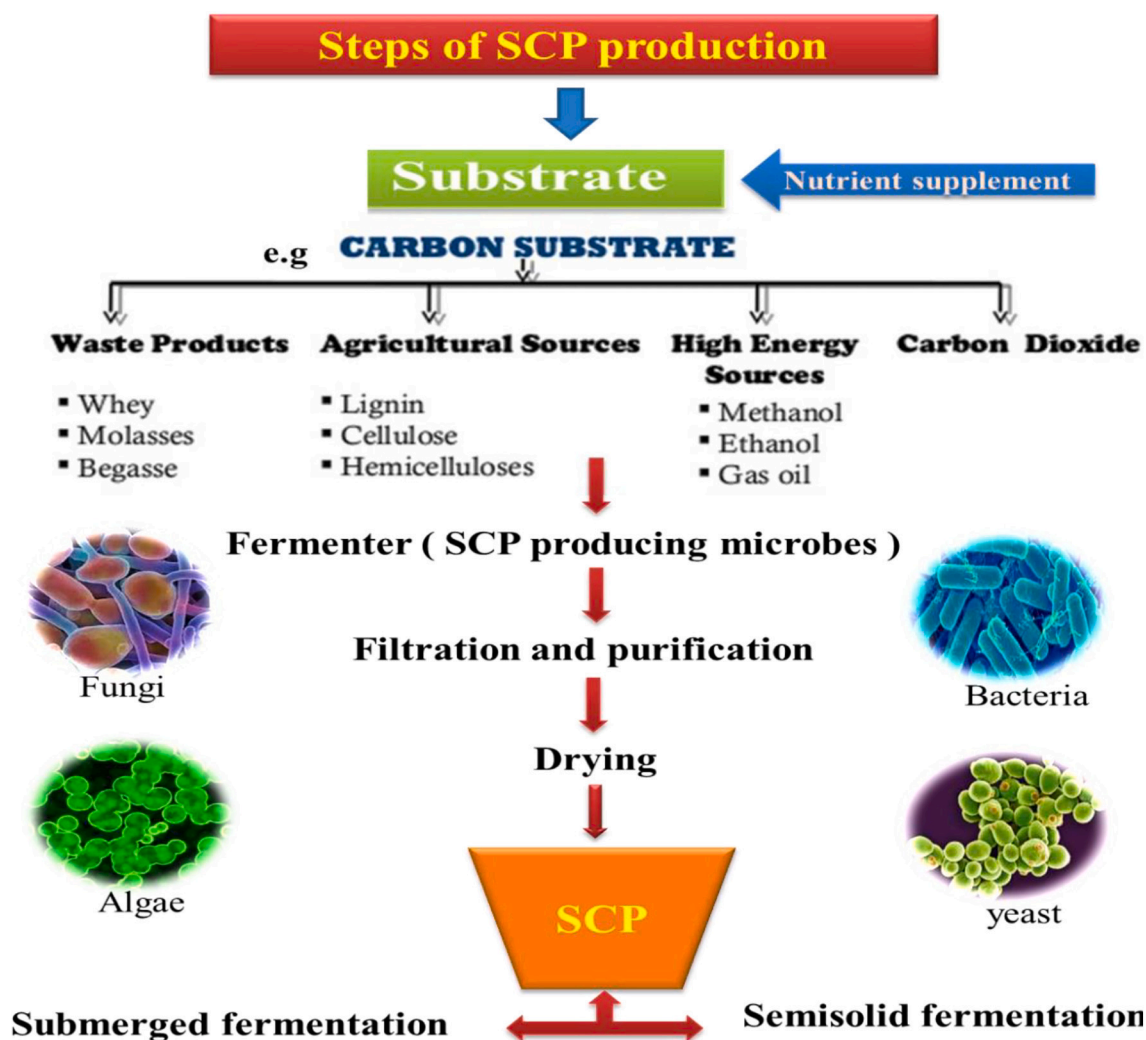 Steps of SCP production
Substrate
Nutrient supplement
e.g CARBON SUBSTRATE
Waste Products
▪ Whey
▪ Molasses
▪ Begasse
Agricultural Sources
▪ Lignin
▪ Cellulose
▪ Hemicelluloses
High Energy
Sources
▪ Methanol
▪ Ethanol
▪ Gas oil
Carbon Dioxide
Fermenter ( SCP producing microbes )
Fungi
Bacteria
Filtration and purification
Drying
Algae
yeast
SCP
Submerged fermentation
Semisolid fermentation